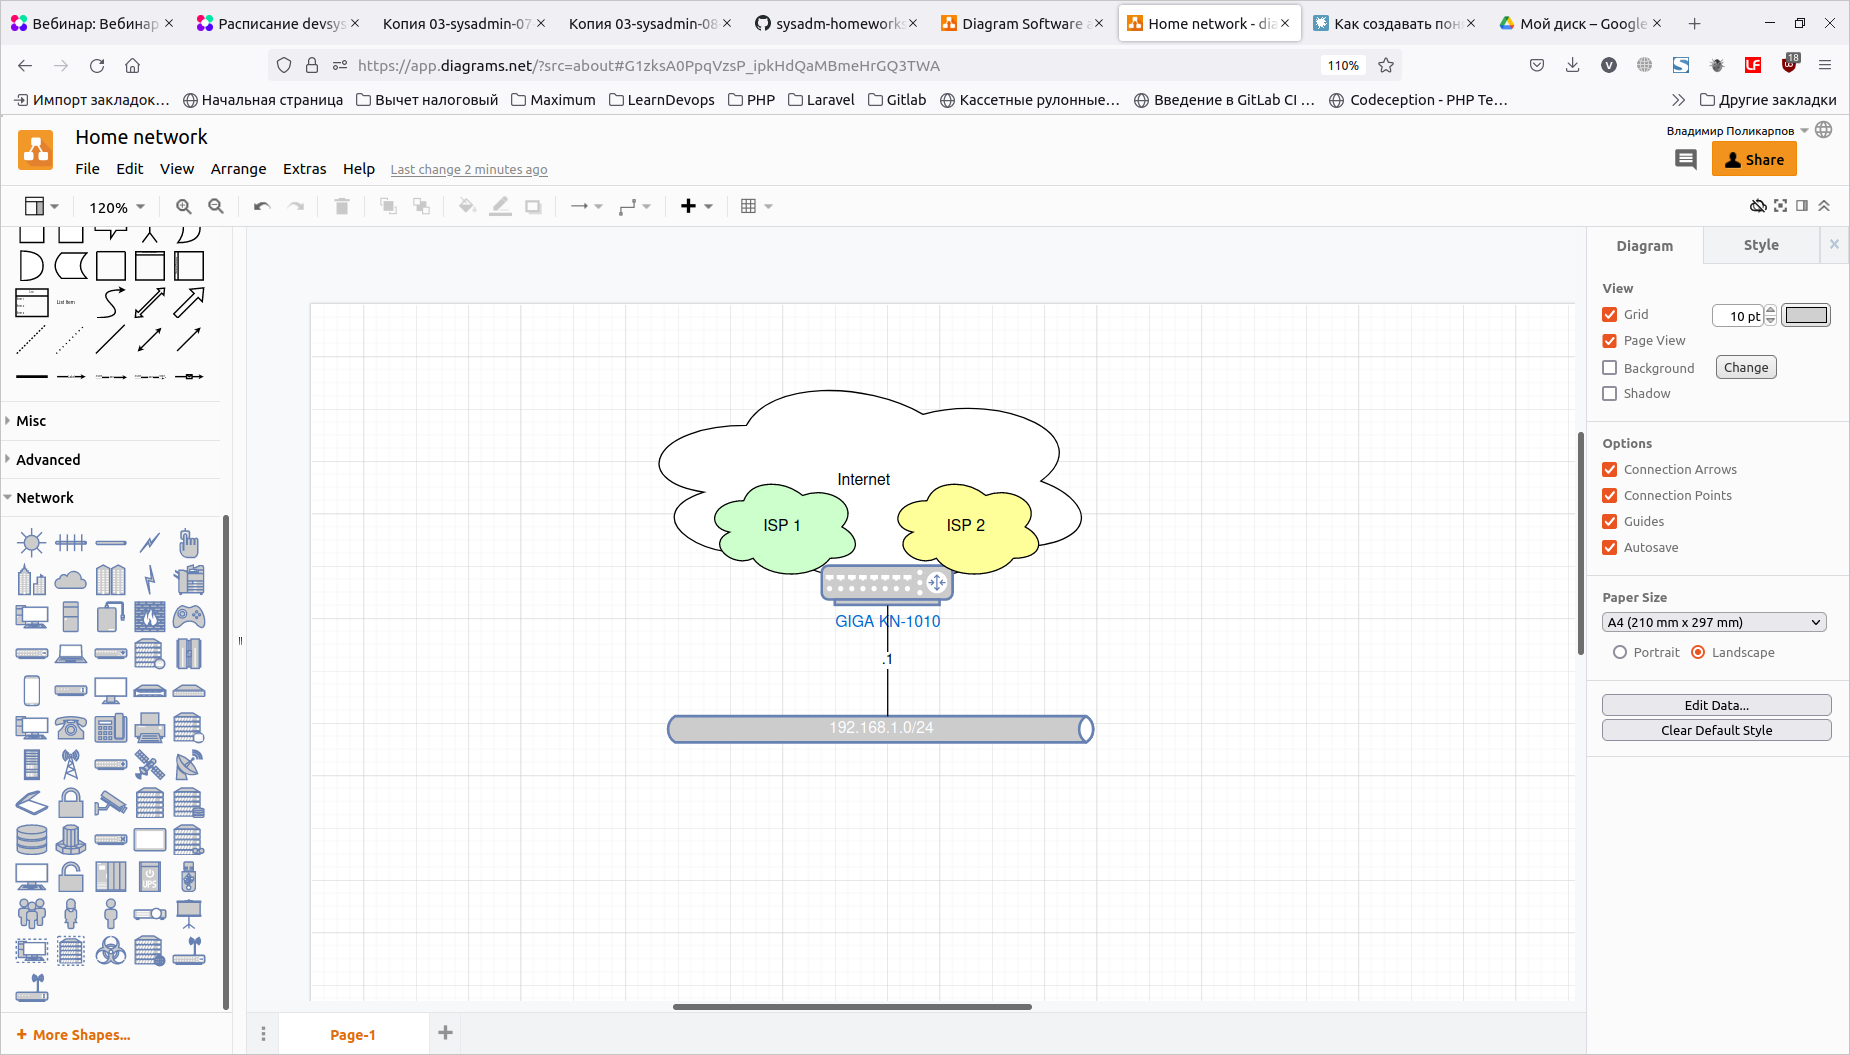 Вебинар: Вебинар
Расписание devsys
Копия 03-sysadmin-07
Копия 03-sysadmin-08
sysadm-homeworks
Diagram Software a
Home network - dia
Как создавать пон
Мой диск – Google
https://app.diagrams.net/?src=about#G1zksA0PpqVzsP_ipkHdQaMBmeHrGQ3TWA
110%
18
Импорт закладок…
Начальная страница
Вычет налоговый
Maximum
LearnDevops
PHP
Laravel
Gitlab
Кассетные рулонные…
Введение в GitLab CI …
Codeception - PHP Te…
Другие закладки
Home network
Владимир Поликарпов
File
Edit
View
Arrange
Extras
Help
Last change 2 minutes ago
Share
120%
Diagram
Style
View
Grid
10 pt
Page View
Background
Change
Shadow
Options
Connection Arrows
Connection Points
Guides
Autosave
Paper Size
A4 (210 mm x 297 mm)
Portrait
Landscape
Edit Data...
Clear Default Style
List Item
Misc
Advanced
Network
UPS
More Shapes...
Internet
ISP 1
ISP 2
GIGA KN-1010
.1
192.168.1.0/24
Page-1